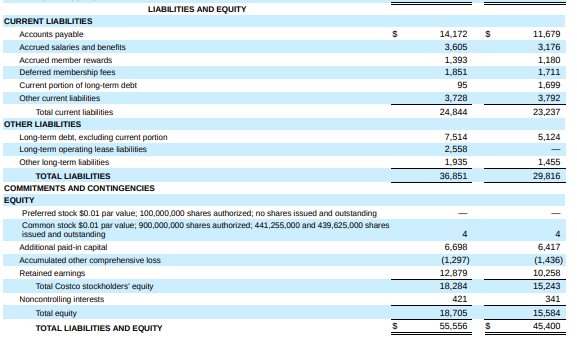 LIABILITIES AND EQUITY
CURRENT LIABILITIES
Accounts payable $ 14,172 $ 11,679
Accrued salaries and benefits 3,605 3,176
Accrued member rewards 1,393 1,180
Deferred membership fees 1,851 1,711
Current portion of long-term debt 95 1,699
Other current liabilities 3,728 3,792
Total current liabilities 24,844 23,237
OTHER LIABILITIES
Long-term debt, excluding current portion 7,514 5,124
Long-term operating lease liabilities 2,558 —
Other long-term liabilities 1,935 1,455
TOTAL LIABILITIES 36,851 29,816
COMMITMENTS AND CONTINGENCIES
EQUITY
Preferred stock $0.01 par value; 100,000,000 shares authorized; no shares issued and outstanding — —
Common stock $0.01 par value; 900,000,000 shares authorized; 441,255,000 and 439,625,000 shares
issued and outstanding 4 4
Additional paid-in capital 6,698 6,417
Accumulated other comprehensive loss (1,297) (1,436)
Retained earnings 12,879 10,258
Total Costco stockholders' equity 18,284 15,243
Noncontrolling interests 421 341
Total equity 18,705 15,584
TOTAL LIABILITIES AND EQUITY $ 55,556 $ 45,400